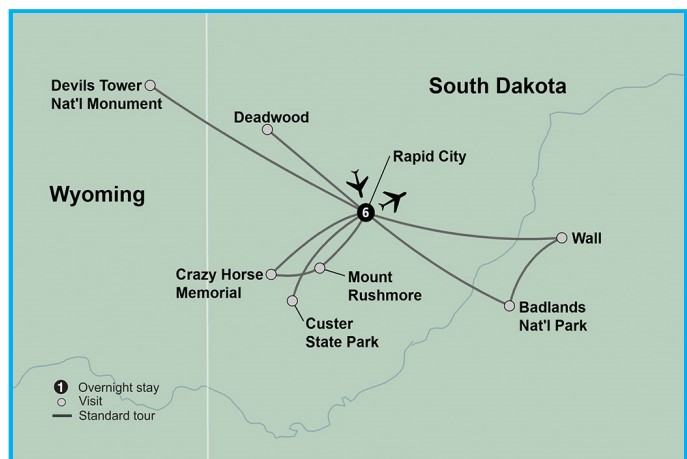 Devils Tower
Nat'l Monument
South Dakota
Deadwood
Rapid City
Wyoming
6
Wall
Crazy Horse
Memorial
Mount
Rushmore
Badlands
Nat'l Park
Custer
State Park
1 Overnight stay
Visit
Standard tour